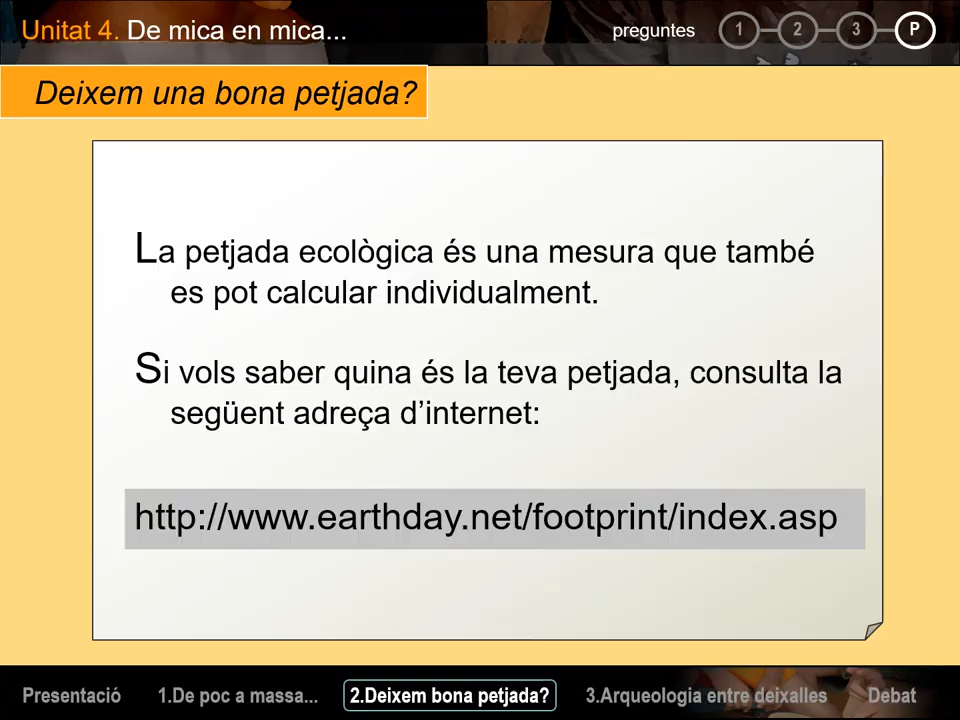 Unitat 4. De mica en mica...
preguntes 1 2 3 P
Deixem una bona petjada?
La petjada ecològica és una mesura que també
es pot calcular individualment.
Si vols saber quina és la teva petjada, consulta la
següent adreça d’internet:
http://www.earthday.net/footprint/index.asp
Presentació 1.De poc a massa... 2.Deixem bona petjada? 3.Arqueologia entre deixalles Debat